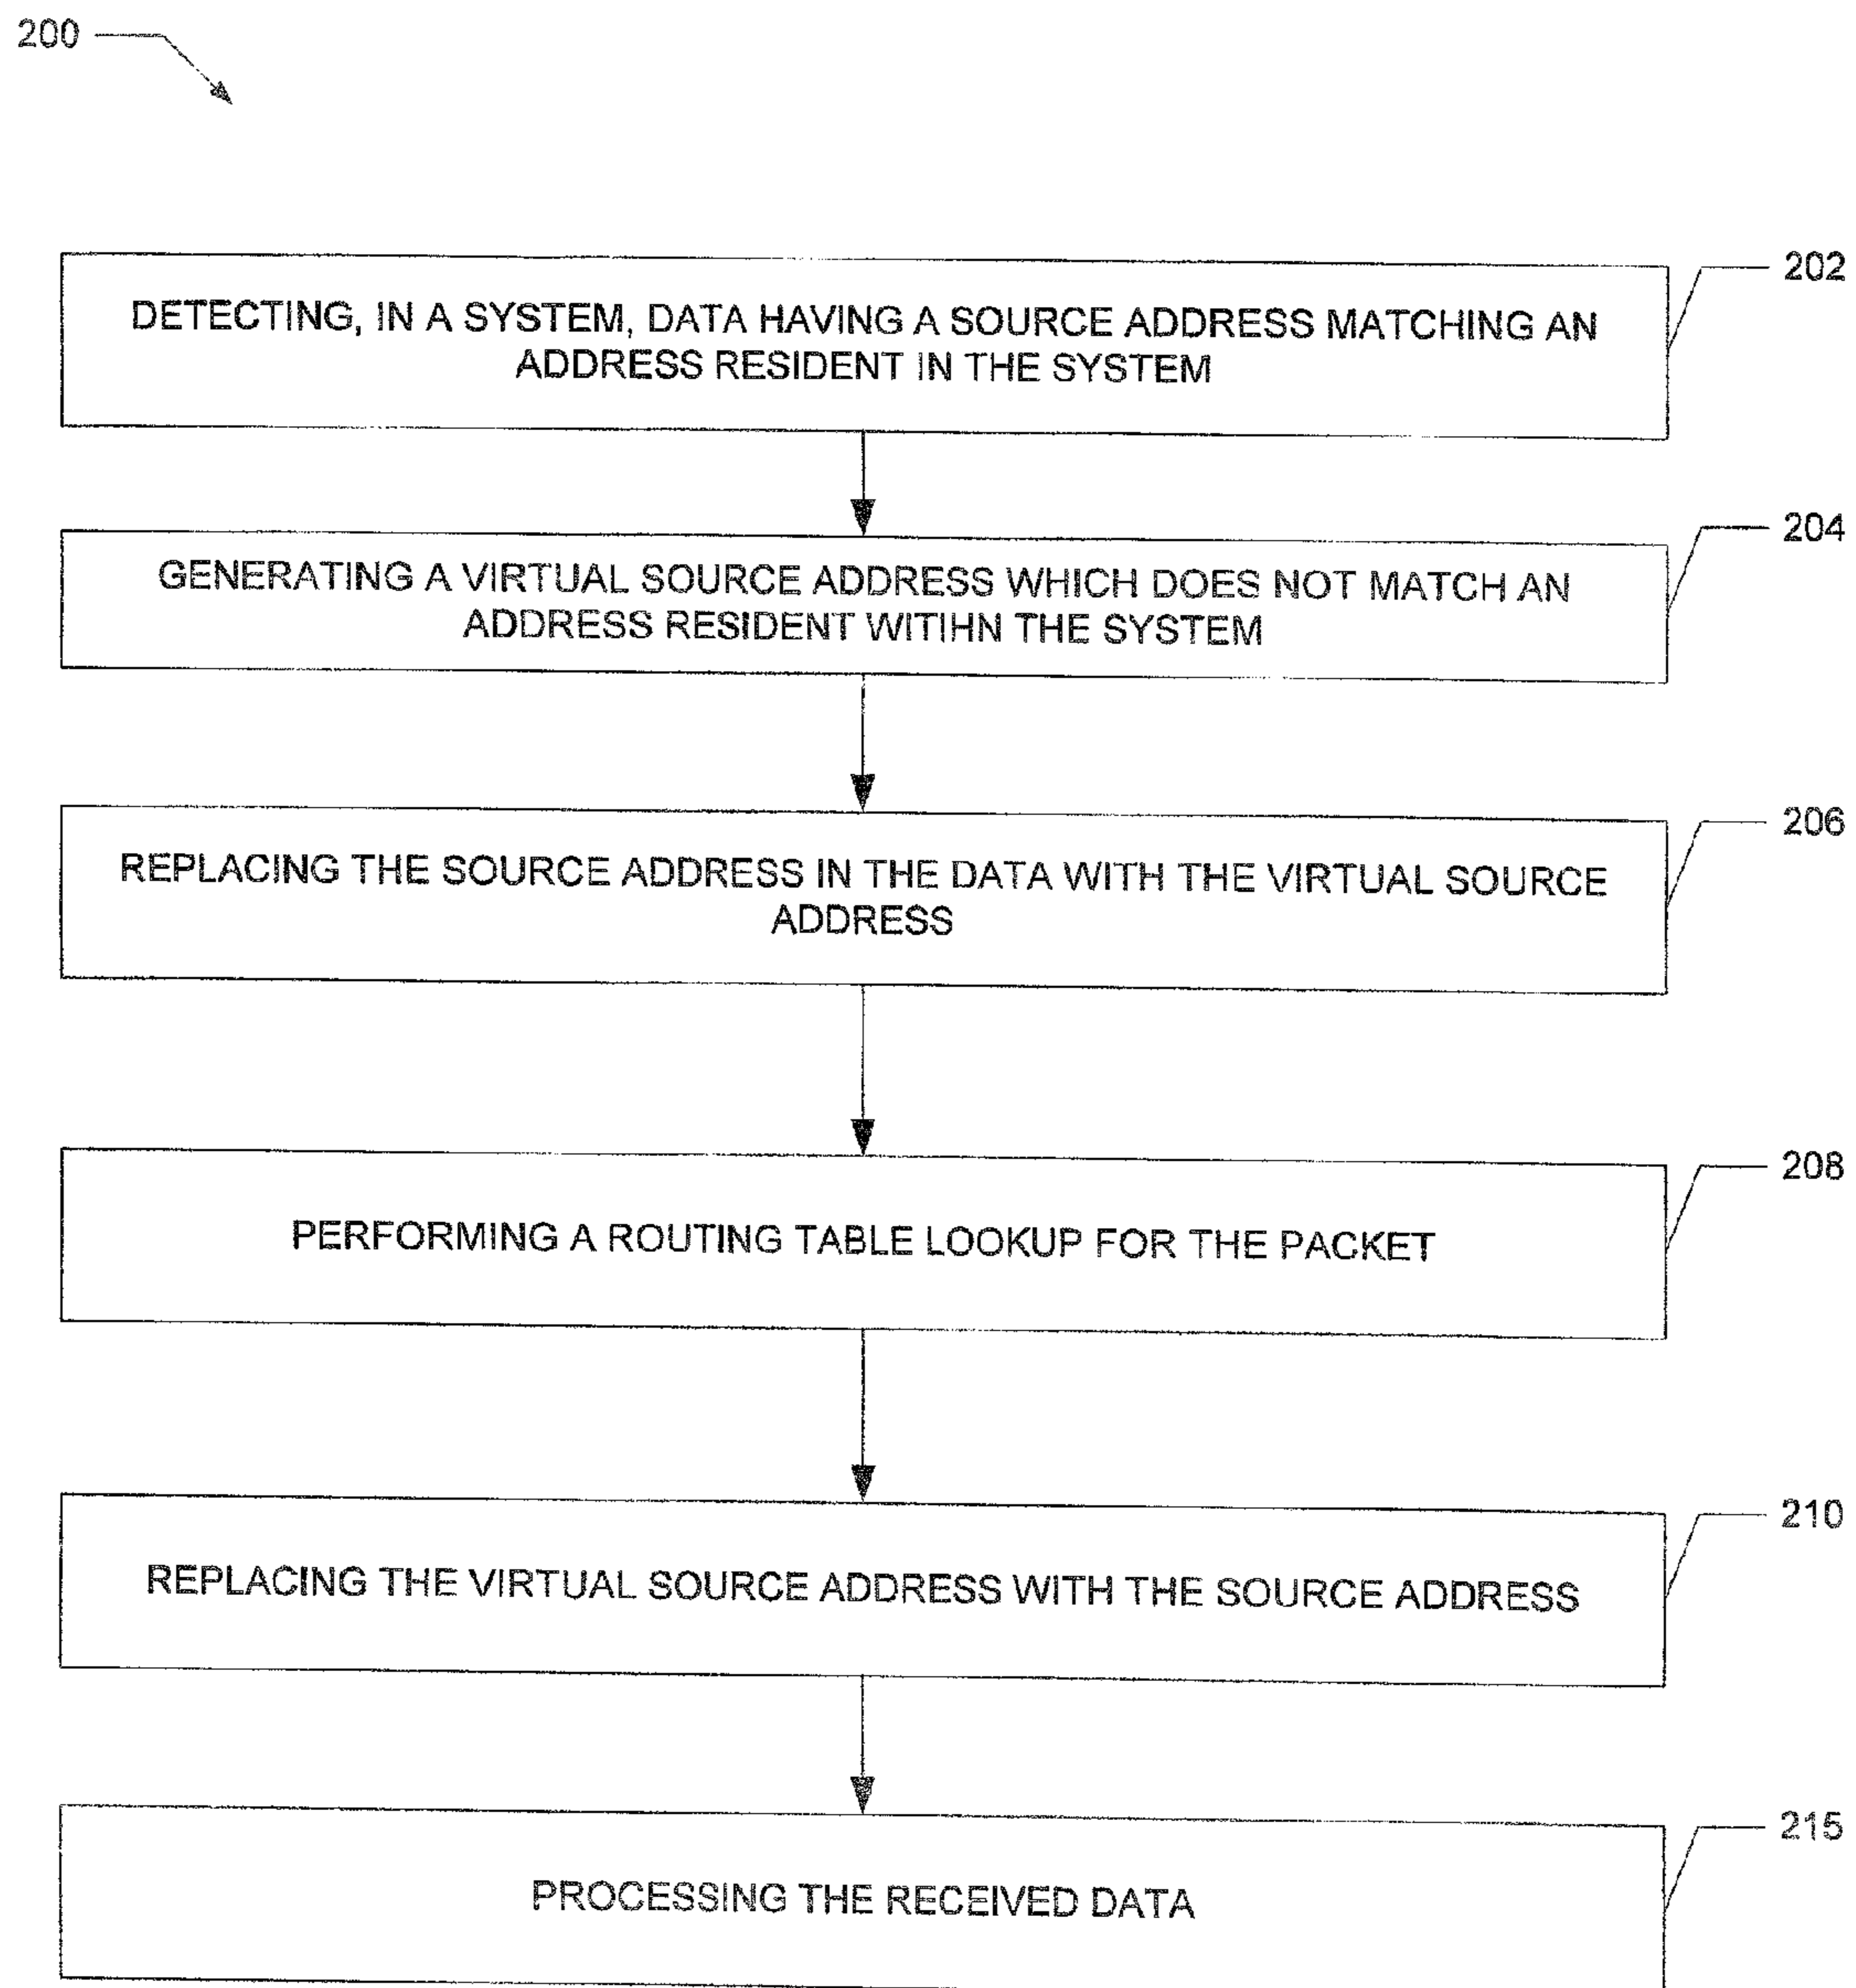 200
DETECTING, IN A SYSTEM, DATA HAVING A SOURCE ADDRESS MATCHING AN
ADDRESS RESIDENT IN THE SYSTEM
202
GENERATING A VIRTUAL SOURCE ADDRESS WHICH DOES NOT MATCH AN
ADDRESS RESIDENT WITIHN THE SYSTEM
204
REPLACING THE SOURCE ADDRESS IN THE DATA WITH THE VIRTUAL SOURCE
ADDRESS
206
PERFORMING A ROUTING TABLE LOOKUP FOR THE PACKET
208
REPLACING THE VIRTUAL SOURCE ADDRESS WITH THE SOURCE ADDRESS
210
PROCESSING THE RECEIVED DATA
215